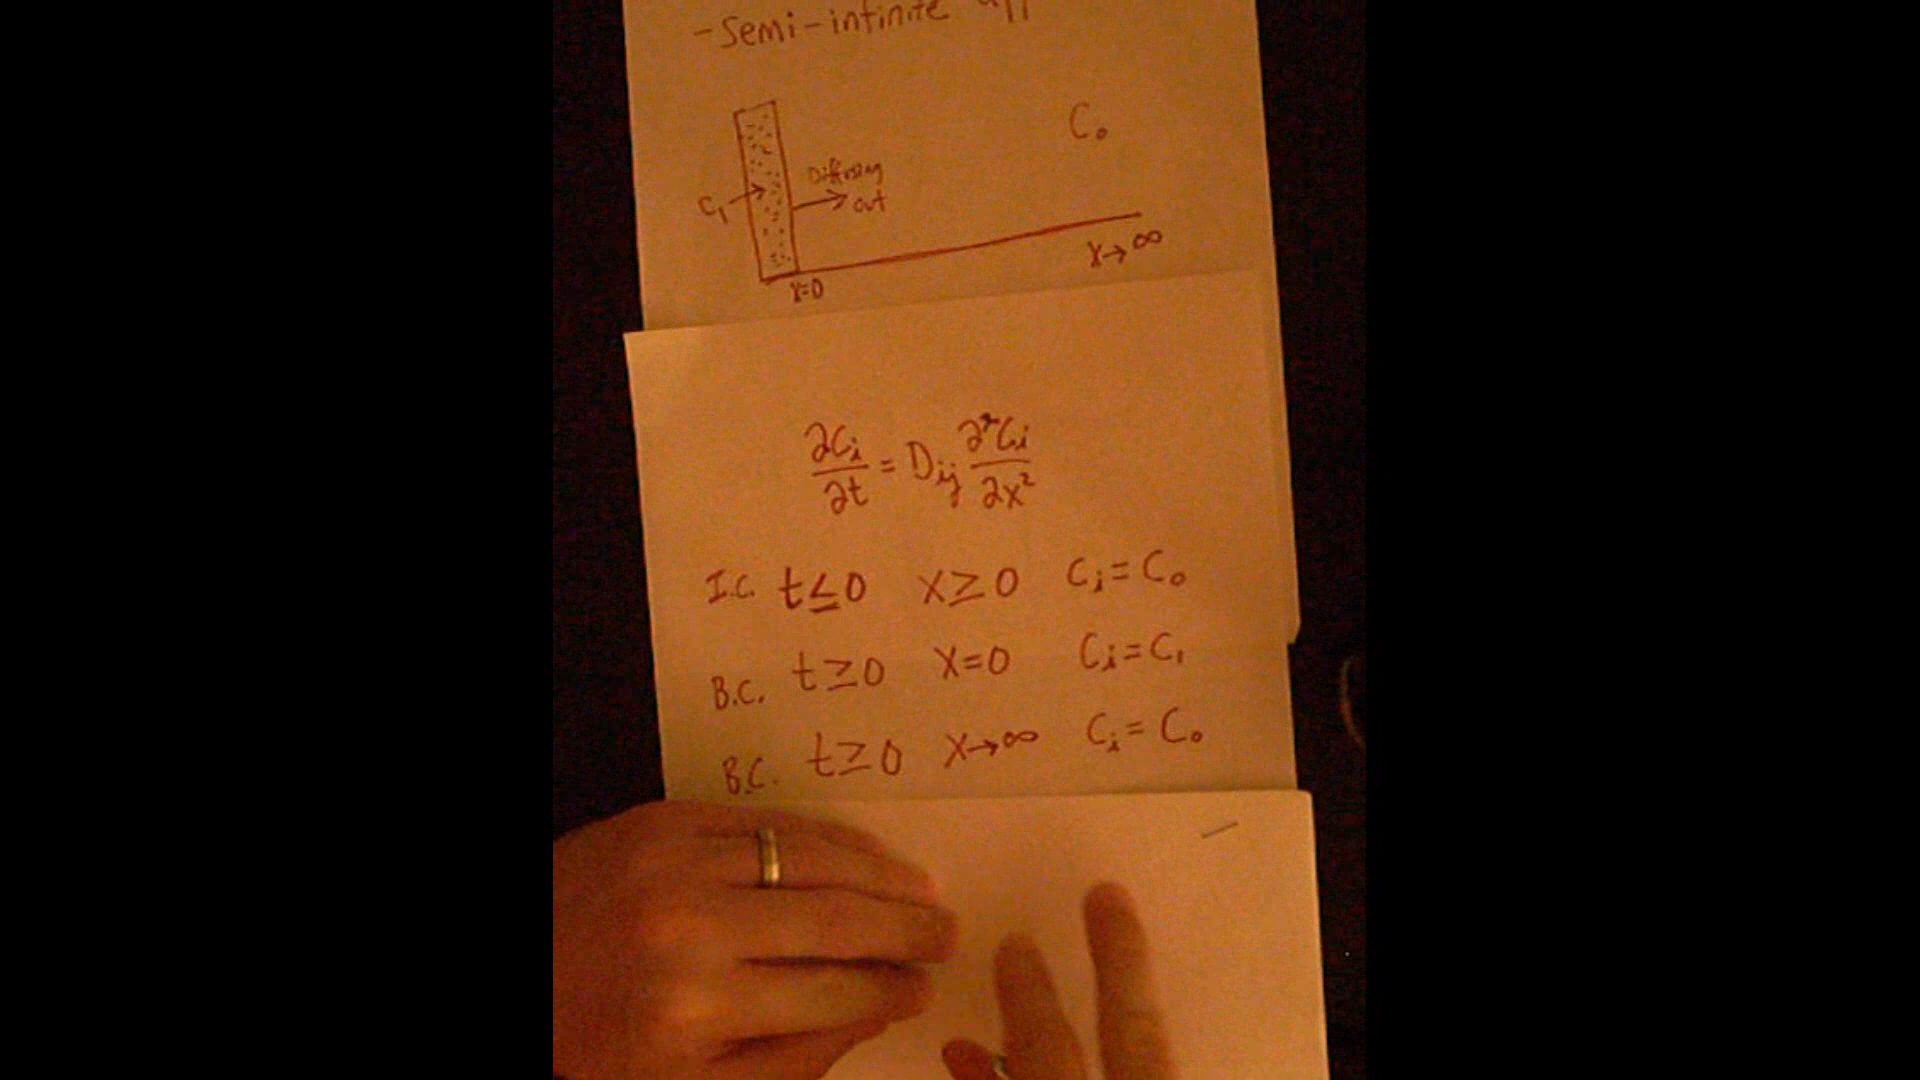 -Semi-infinite
C₀
Diffusing
C₁ out
x→∞
x=0
∂Cᵢ/∂t = Dᵢⱼ ∂²Cᵢ/∂x²
I.C. t≤0 x≥0 Cᵢ=C₀
B.C. t≥0 x=0 Cᵢ=C₁
B.C. t≥0 x→∞ Cᵢ=C₀